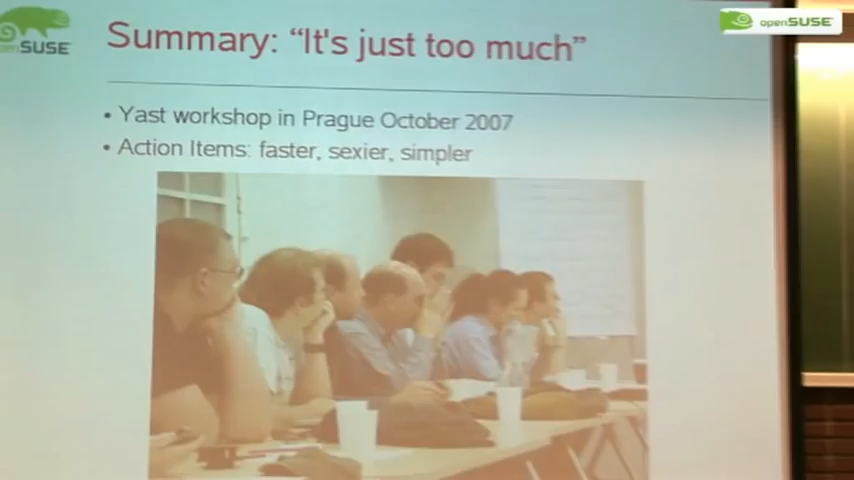 openSUSE
Summary: “It's just too much”
openSUSE
• Yast workshop in Prague October 2007
• Action Items: faster, sexier, simpler